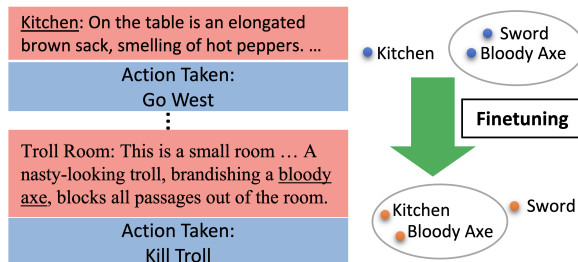 Kitchen: On the table is an elongated
brown sack, smelling of hot peppers. ...
Action Taken:
Go West
Troll Room: This is a small room ... A
nasty-looking troll, brandishing a bloody
axe, blocks all passages out of the room.
Action Taken:
Kill Troll
Sword
Kitchen
Bloody Axe
Finetuning
Kitchen
Sword
Bloody Axe